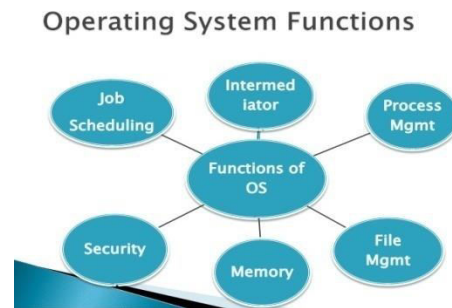 Operating System Functions
Intermed
iator
Job
Scheduling
Process
Mgmt
Functions of
OS
Security
Memory
File
Mgmt